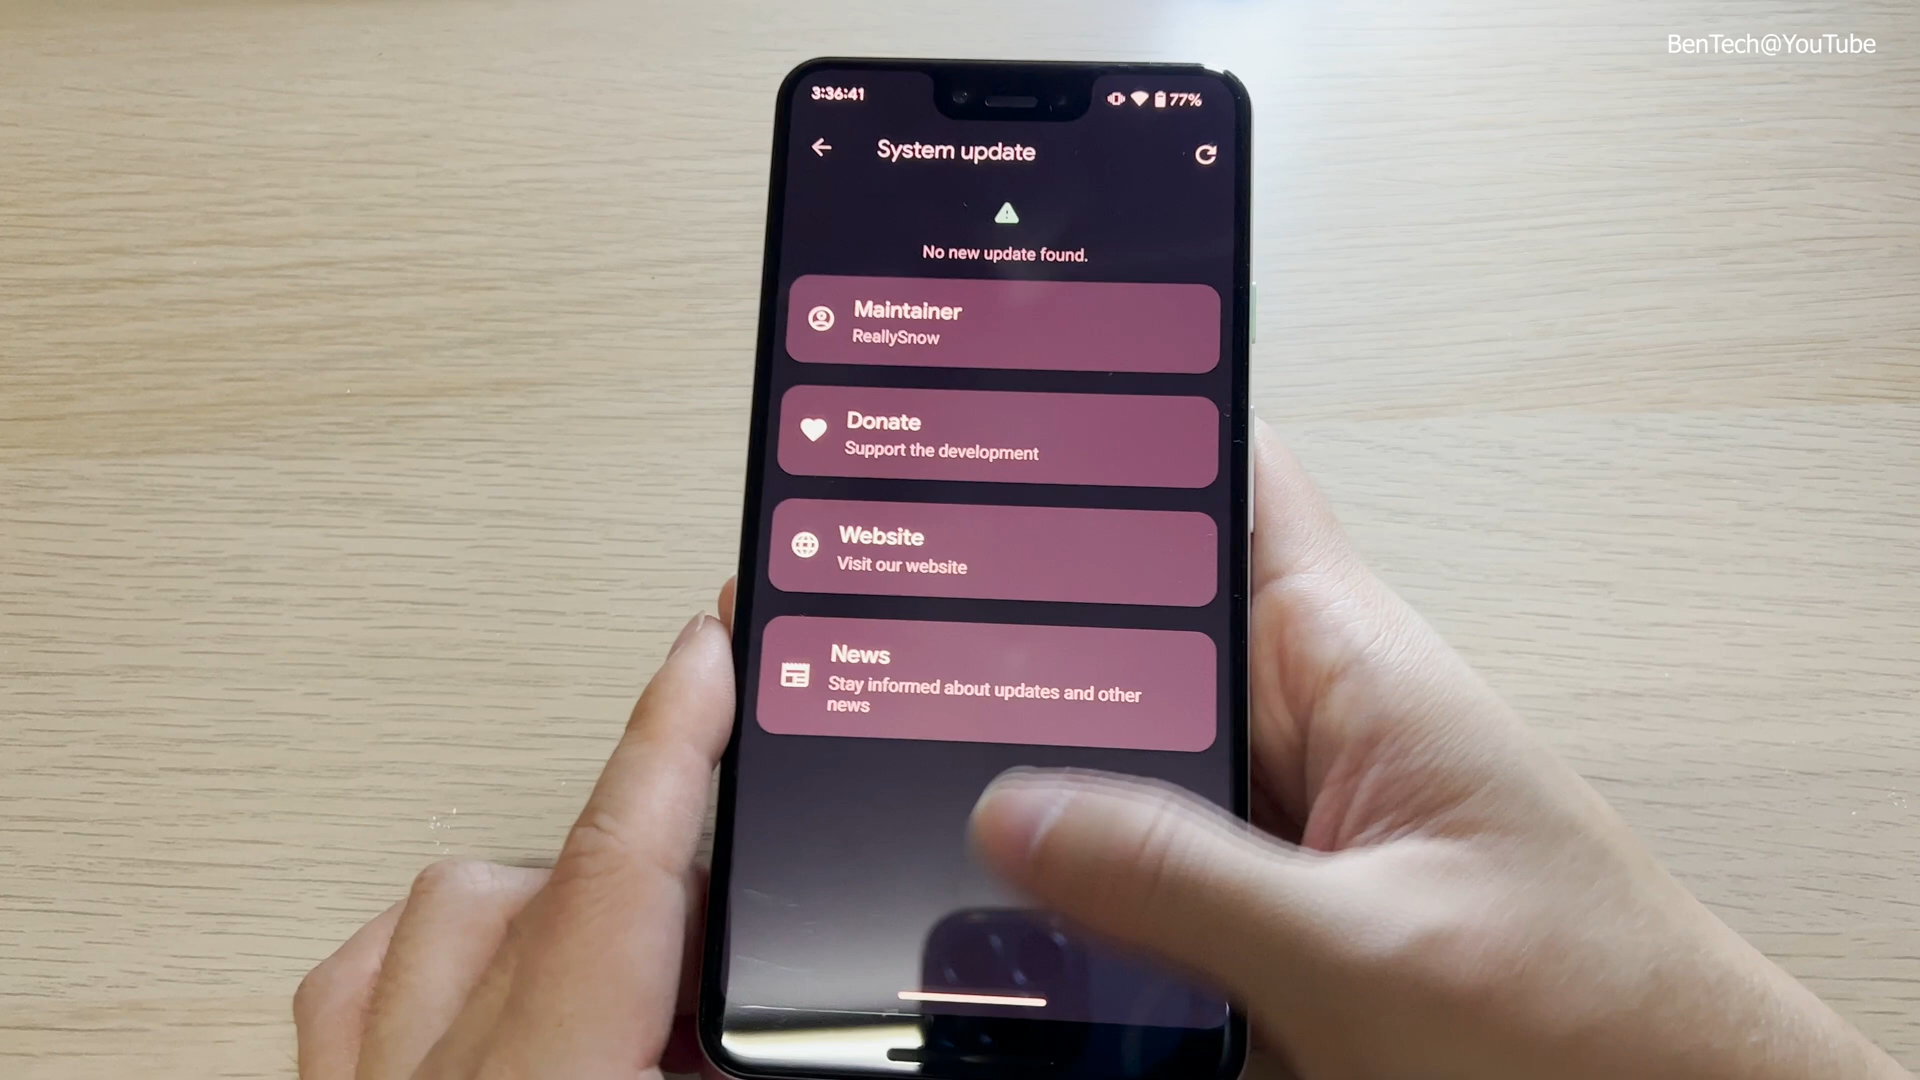 BenTech@YouTube
3:36:41
77%
System update
No new update found.
Maintainer
ReallySnow
Donate
Support the development
Website
Visit our website
News
Stay informed about updates and other
news